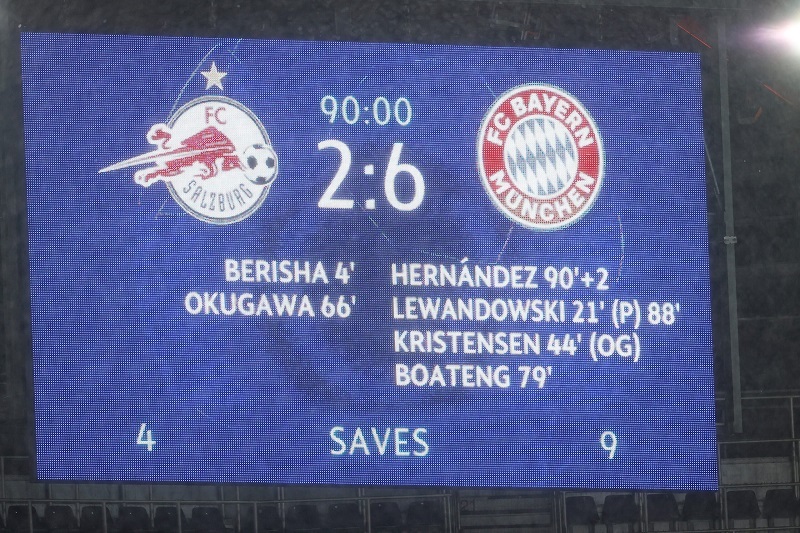 FC
SALZBURG
90:00
2:6
FC BAYERN
MÜNCHEN
BERISHA 4'
OKUGAWA 66'
HERNÁNDEZ 90'+2
LEWANDOWSKI 21' (P) 88'
KRISTENSEN 44' (OG)
BOATENG 79'
4 SAVES 9